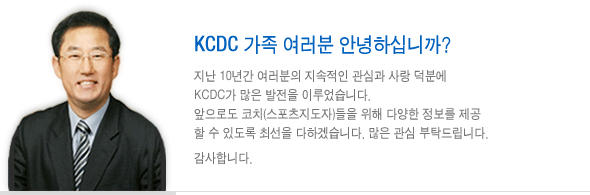 KCDC 가족 여러분 안녕하십니까?
지난 10년간 여러분의 지속적인 관심과 사랑 덕분에
KCDC가 많은 발전을 이루었습니다.
앞으로도 코치(스포츠지도자)들을 위해 다양한 정보를 제공
할 수 있도록 최선을 다하겠습니다. 많은 관심 부탁드립니다.
감사합니다.